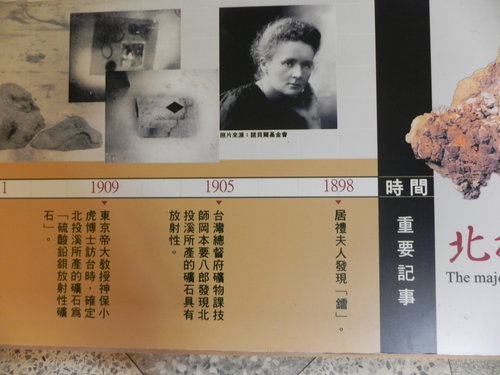 照片來源：諾貝爾基金會
時間
重要記事
1898
居禮夫人發現「鐳」。
1905
台灣總督府礦物課技
師岡本要八郎發現北
投溪所產的礦石具有
放射性。
1909
東京帝大教授神保小
虎博士訪台時，確定
北投溪所產的礦石爲
「硫酸鉛鋇放射性礦
石」。
1
北
The